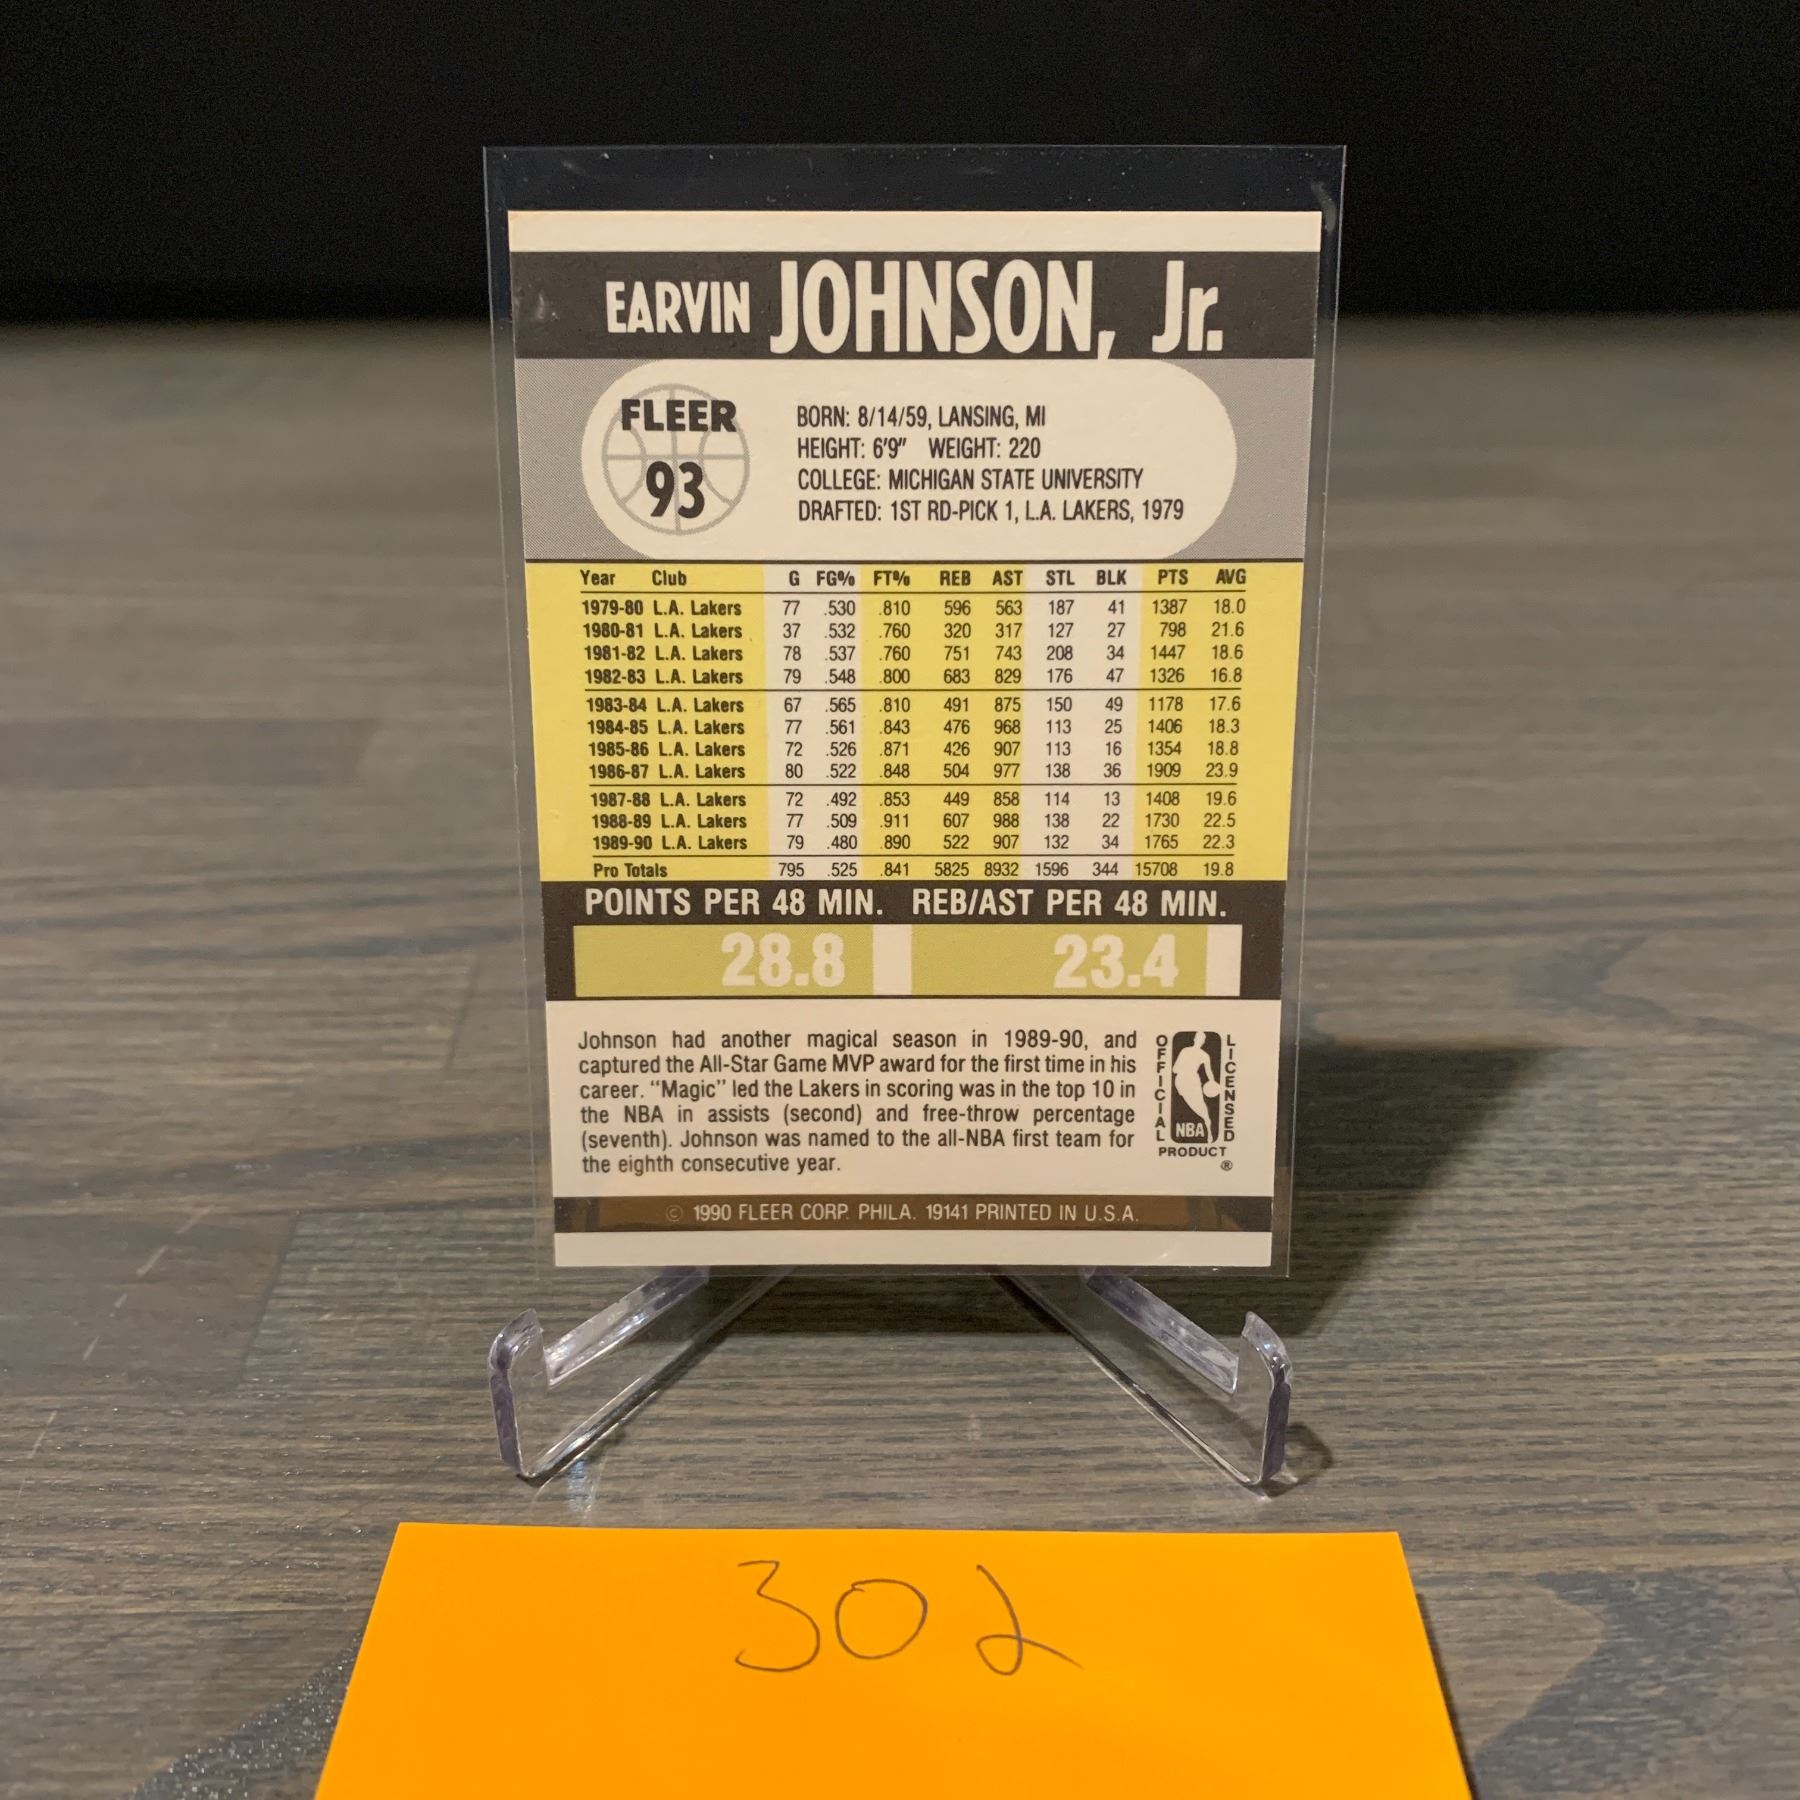 EARVIN JOHNSON, Jr.
FLEER
93
BORN: 8/14/59, LANSING, MI
HEIGHT: 6'9" WEIGHT: 220
COLLEGE: MICHIGAN STATE UNIVERSITY
DRAFTED: 1ST RD-PICK 1, L.A. LAKERS, 1979
Year Club G FG% FT% REB AST STL BLK PTS AVG
1979-80 L.A. Lakers 77 .530 .810 596 563 187 41 1387 18.0
1980-81 L.A. Lakers 37 .532 .760 320 317 127 27 798 21.6
1981-82 L.A. Lakers 78 .537 .760 751 743 208 34 1447 18.6
1982-83 L.A. Lakers 79 .548 .800 683 829 176 47 1326 16.8
1983-84 L.A. Lakers 67 .565 .810 491 875 150 49 1178 17.6
1984-85 L.A. Lakers 77 .561 .843 476 968 113 25 1406 18.3
1985-86 L.A. Lakers 72 .526 .871 426 907 113 16 1354 18.8
1986-87 L.A. Lakers 80 .522 .848 504 977 138 36 1909 23.9
1987-88 L.A. Lakers 72 .492 .853 449 858 114 13 1408 19.6
1988-89 L.A. Lakers 77 .509 .911 607 988 138 22 1730 22.5
1989-90 L.A. Lakers 79 .480 .890 522 907 132 34 1765 22.3
Pro Totals 795 .525 .841 5825 8932 1596 344 15708 19.8
POINTS PER 48 MIN. REB/AST PER 48 MIN.
28.8 23.4
Johnson had another magical season in 1989-90, and
captured the All-Star Game MVP award for the first time in his
career. "Magic" led the Lakers in scoring was in the top 10 in
the NBA in assists (second) and free-throw percentage
(seventh). Johnson was named to the all-NBA first team for
the eighth consecutive year.
OFFICIAL
LICENSED
NBA
PRODUCT
®
© 1990 FLEER CORP. PHILA. 19141 PRINTED IN U.S.A.
302